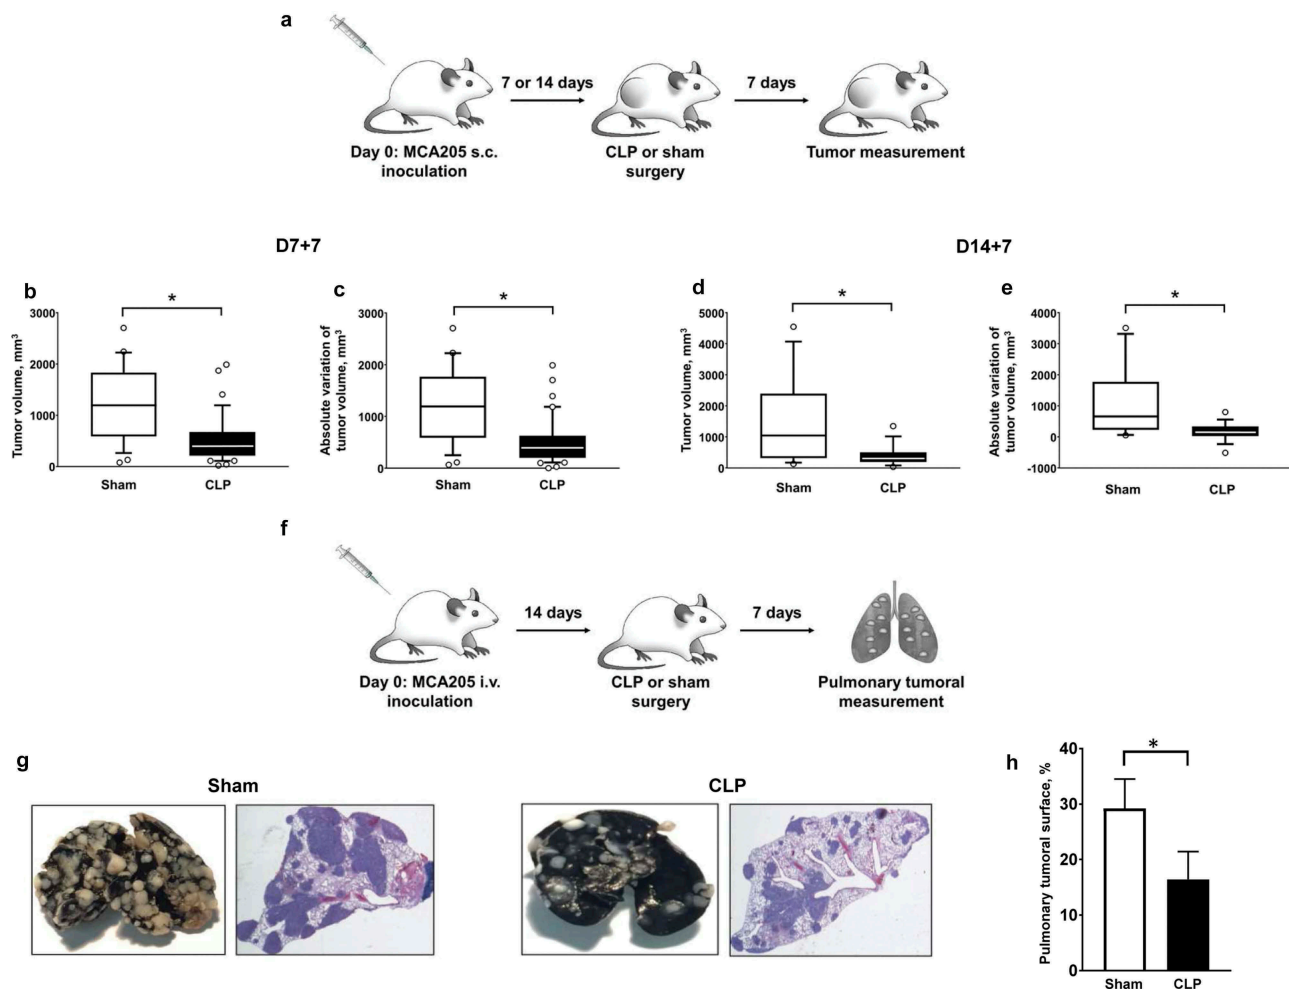 a
7 or 14 days
7 days
Day 0: MCA205 s.c.
inoculation
CLP or sham
surgery
Tumor measurement
D7+7
D14+7
b
*
Tumor volume, mm³
3000
2000
1000
0
Sham
CLP
c
*
Absolute variation of
tumor volume, mm³
3000
2000
1000
0
Sham
CLP
d
*
Tumor volume, mm³
5000
4000
3000
2000
1000
0
Sham
CLP
e
*
Absolute variation of
tumor volume, mm³
4000
3000
2000
1000
0
-1000
Sham
CLP
f
14 days
7 days
Day 0: MCA205 i.v.
inoculation
CLP or sham
surgery
Pulmonary tumoral
measurement
g
Sham
CLP
h
*
Pulmonary tumoral surface, %
40
30
20
10
0
Sham
CLP